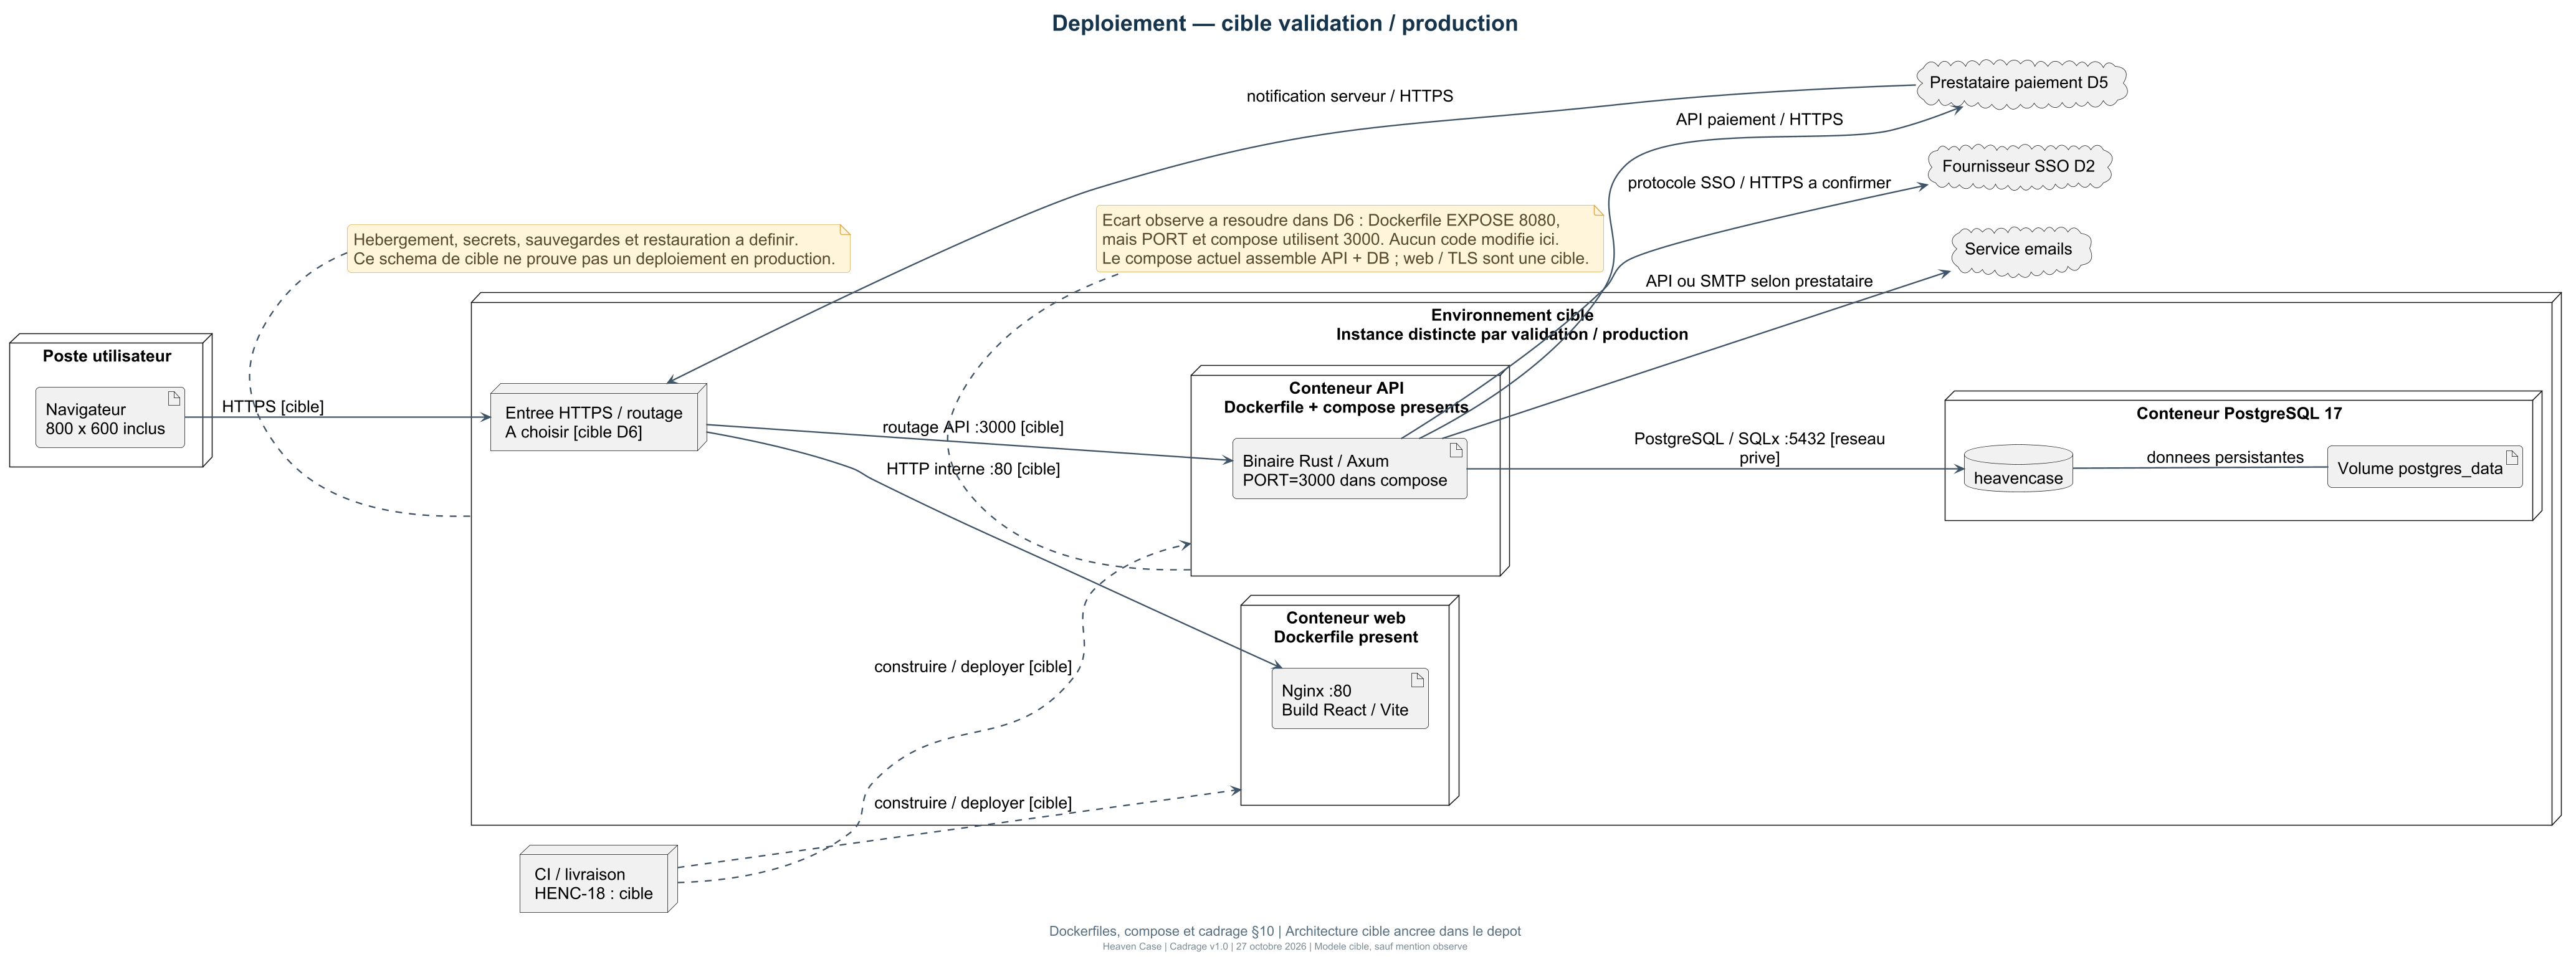 Deploiement — cible validation / production
Prestataire paiement D5
notification serveur / HTTPS
API paiement / HTTPS
Fournisseur SSO D2
protocole SSO / HTTPS a confirmer
Ecart observe a resoudre dans D6 : Dockerfile EXPOSE 8080,
mais PORT et compose utilisent 3000. Aucun code modifie ici.
Le compose actuel assemble API + DB ; web / TLS sont une cible.
Hebergement, secrets, sauvegardes et restauration a definir.
Ce schema de cible ne prouve pas un deploiement en production.
Service emails
API ou SMTP selon prestataire
Environnement cible
Instance distincte par validation / production
Poste utilisateur
Navigateur
800 x 600 inclus
HTTPS [cible]
Entree HTTPS / routage
A choisir [cible D6]
routage API :3000 [cible]
HTTP interne :80 [cible]
Conteneur API
Dockerfile + compose presents
Binaire Rust / Axum
PORT=3000 dans compose
PostgreSQL / SQLx :5432 [reseau
prive]
Conteneur PostgreSQL 17
heavencase
donnees persistantes
Volume postgres_data
Conteneur web
Dockerfile present
Nginx :80
Build React / Vite
construire / deployer [cible]
construire / deployer [cible]
CI / livraison
HENC-18 : cible
Dockerfiles, compose et cadrage §10 | Architecture cible ancree dans le depot
Heaven Case | Cadrage v1.0 | 27 octobre 2026 | Modele cible, sauf mention observe